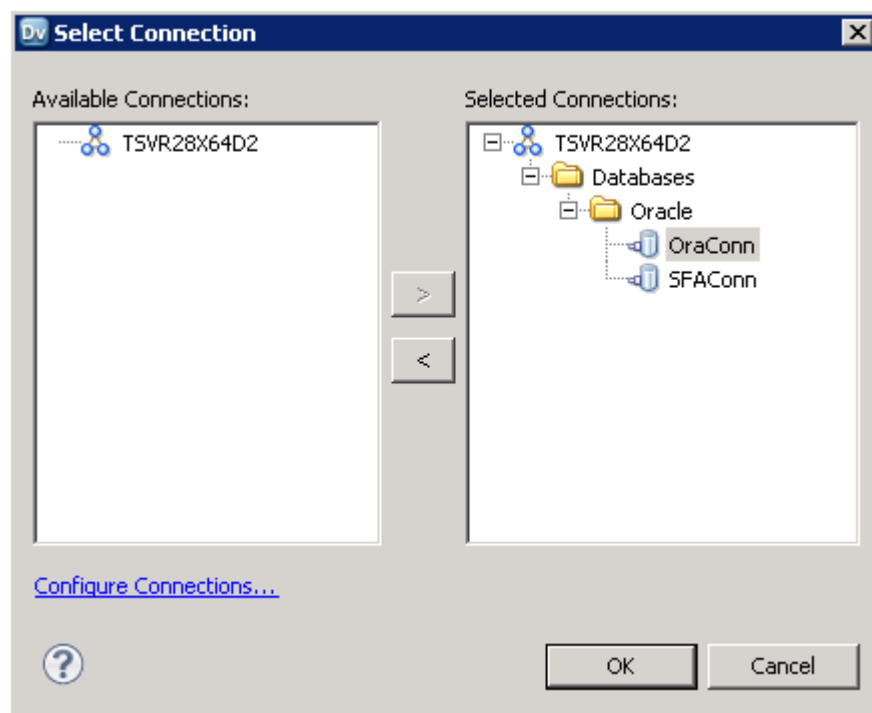 Dv Select Connection
Available Connections:
Selected Connections:
TSVR28X64D2
TSVR28X64D2
Databases
Oracle
OraConn
SFAConn
>
<
Configure Connections...
?
OK
Cancel